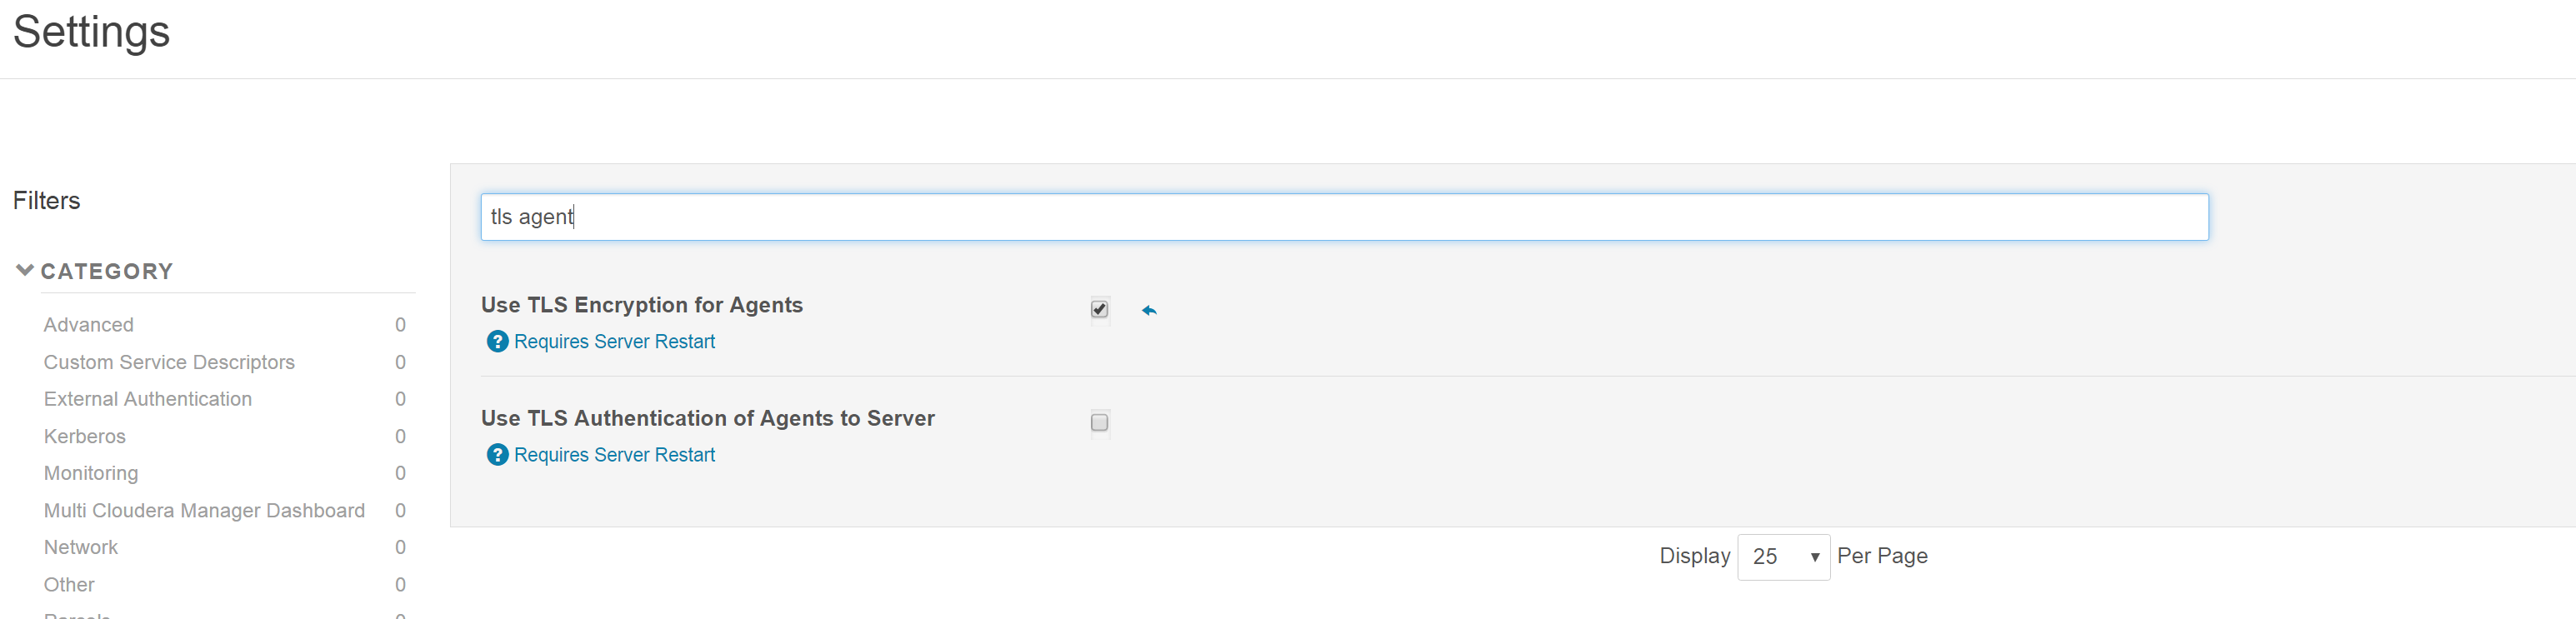 Settings
Filters
CATEGORY
Advanced 0
Custom Service Descriptors 0
External Authentication 0
Kerberos 0
Monitoring 0
Multi Cloudera Manager Dashboard 0
Network 0
Other 0
tls agent
Use TLS Encryption for Agents
? Requires Server Restart
Use TLS Authentication of Agents to Server
? Requires Server Restart
Display 25 Per Page